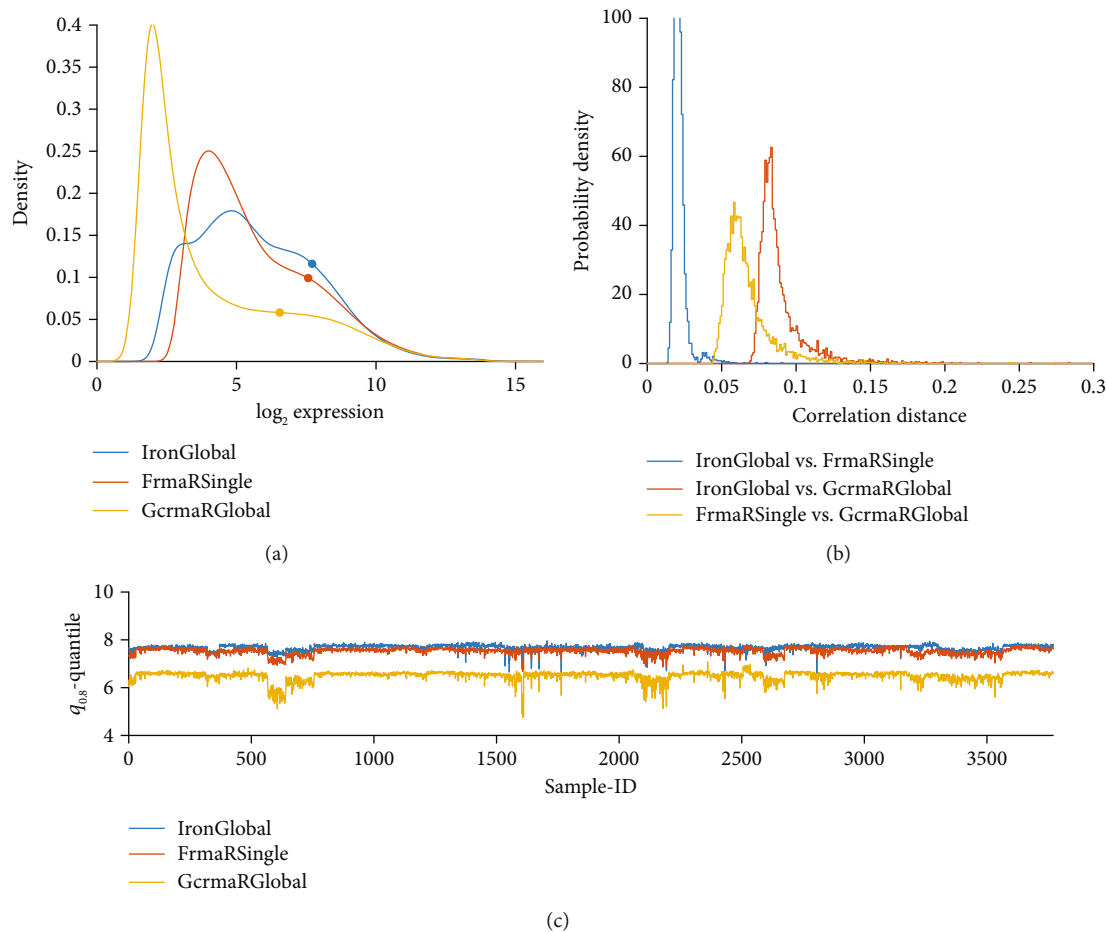 0.4
0.35
0.3
0.25
0.2
0.15
0.1
0.05
0
Density
0 5 10 15
log2 expression
IronGlobal
FrmaRSingle
GcrmaRGlobal
(a)
100
80
60
40
20
0
Probability density
0 0.05 0.1 0.15 0.2 0.25 0.3
Correlation distance
IronGlobal vs. FrmaRSingle
IronGlobal vs. GcrmaRGlobal
FrmaRSingle vs. GcrmaRGlobal
(b)
10
8
6
4
q0.8-quantile
0 500 1000 1500 2000 2500 3000 3500
Sample-ID
IronGlobal
FrmaRSingle
GcrmaRGlobal
(c)